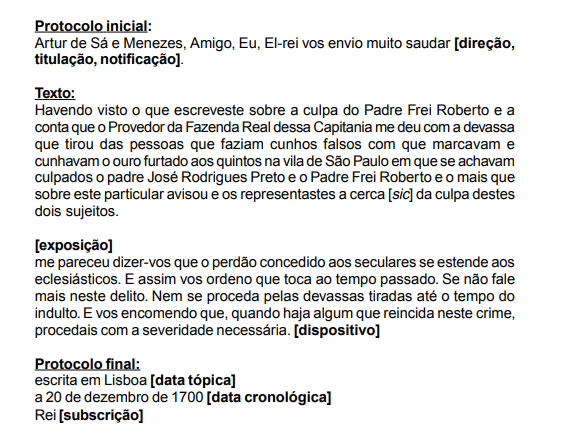 Protocolo inicial:
Artur de Sá e Menezes, Amigo, Eu, El-rei vos envio muito saudar [direção,
titulação, notificação].
Texto:
Havendo visto o que escreveste sobre a culpa do Padre Frei Roberto e a
conta que o Provedor da Fazenda Real dessa Capitania me deu com a devassa
que tirou das pessoas que faziam cunhos falsos com que marcavam e
cunhavam o ouro furtado aos quintos na vila de São Paulo em que se achavam
culpados o padre José Rodrigues Preto e o Padre Frei Roberto e o mais que
sobre este particular avisou e os representastes a cerca [sic] da culpa destes
dois sujeitos.
[exposição]
me pareceu dizer-vos que o perdão concedido aos seculares se estende aos
eclesiásticos. E assim vos ordeno que toca ao tempo passado. Se não fale
mais neste delito. Nem se proceda pelas devassas tiradas até o tempo do
indulto. E vos encomendo que, quando haja algum que reincida neste crime,
procedais com a severidade necessária. [dispositivo]
Protocolo final:
escrita em Lisboa [data tópica]
a 20 de dezembro de 1700 [data cronológica]
Rei [subscrição]